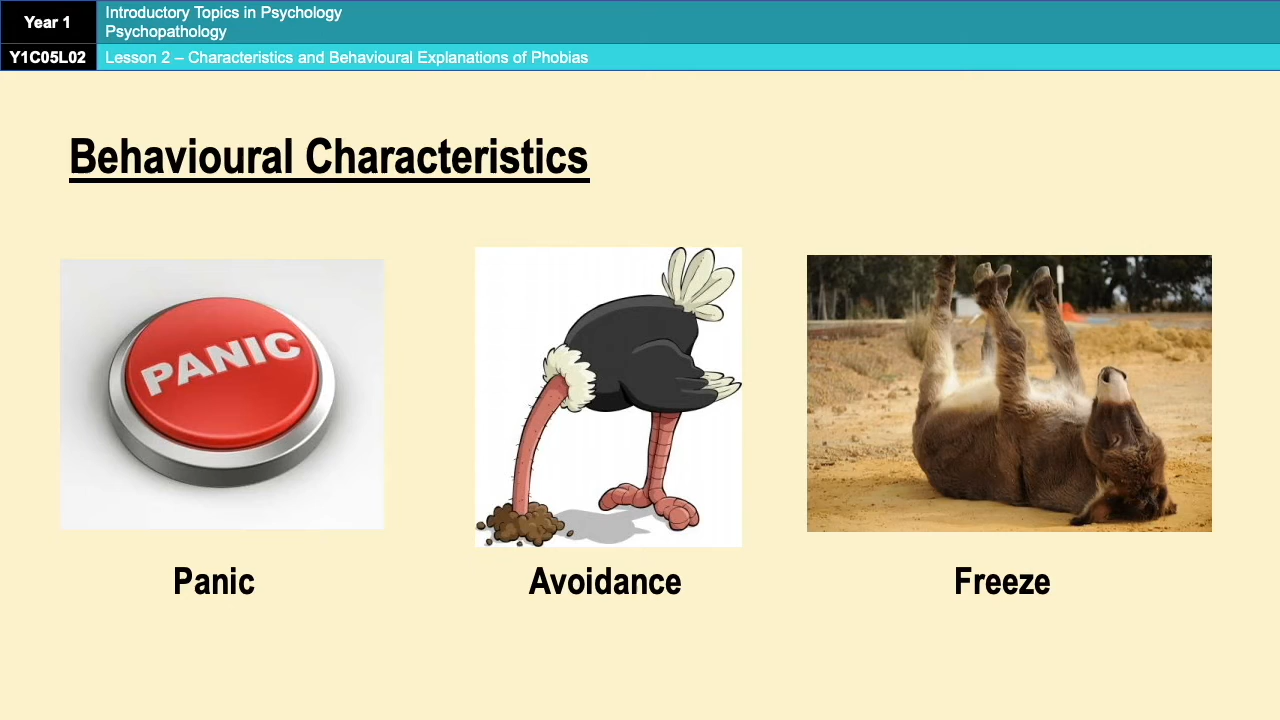 Year 1
Introductory Topics in Psychology
Psychopathology
Y1C05L02
Lesson 2 – Characteristics and Behavioural Explanations of Phobias
Behavioural Characteristics
PANIC
Panic
Avoidance
Freeze